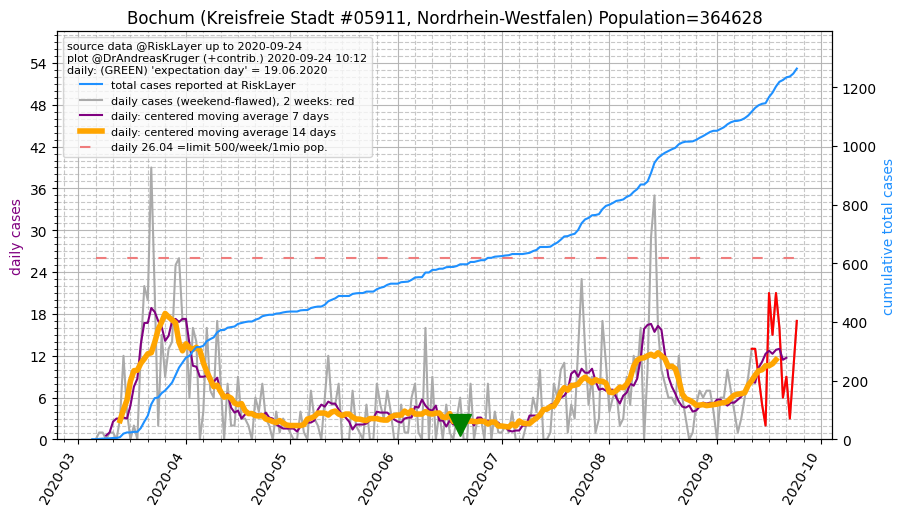 Bochum (Kreisfreie Stadt #05911, Nordrhein-Westfalen) Population=364628
source data @RiskLayer up to 2020-09-24
plot @DrAndreasKruger (+contrib.) 2020-09-24 10:12
daily: (GREEN) 'expectation day' = 19.06.2020
total cases reported at RiskLayer
daily cases (weekend-flawed), 2 weeks: red
daily: centered moving average 7 days
daily: centered moving average 14 days
daily 26.04 =limit 500/week/1mio pop.
daily cases
54
48
42
36
30
24
18
12
6
0
1200
1000
800
600
400
200
0
cumulative total cases
2020-03
2020-04
2020-05
2020-06
2020-07
2020-08
2020-09
2020-10